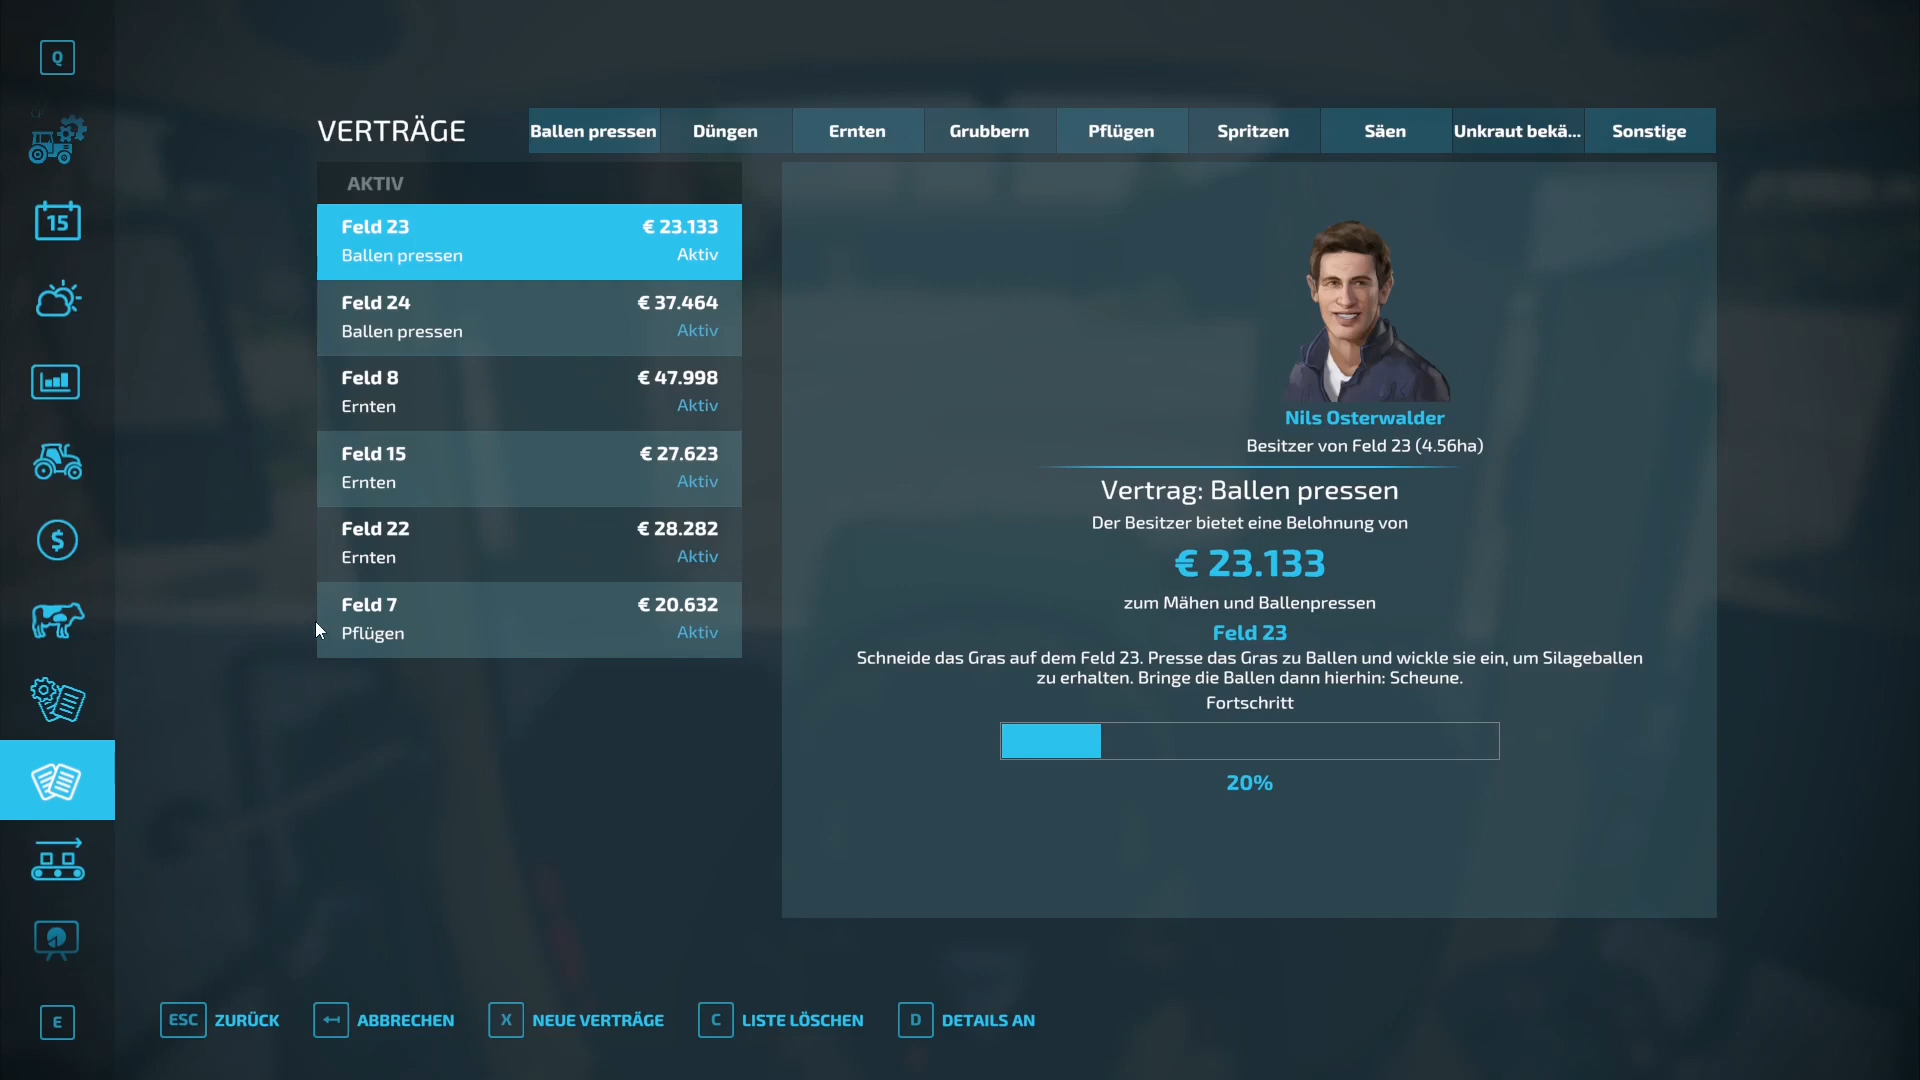 Q
CP
15
VERTRÄGE
Ballen pressen
Düngen
Ernten
Grubbern
Pflügen
Spritzen
Säen
Unkraut bekä...
Sonstige
AKTIV
Feld 23 € 23.133
Ballen pressen Aktiv
Feld 24 € 37.464
Ballen pressen Aktiv
Feld 8 € 47.998
Ernten Aktiv
Feld 15 € 27.623
Ernten Aktiv
Feld 22 € 28.282
Ernten Aktiv
Feld 7 € 20.632
Pflügen Aktiv
Nils Osterwalder
Besitzer von Feld 23 (4.56ha)
Vertrag: Ballen pressen
Der Besitzer bietet eine Belohnung von
€ 23.133
zum Mähen und Ballenpressen
Feld 23
Schneide das Gras auf dem Feld 23. Presse das Gras zu Ballen und wickle sie ein, um Silageballen
zu erhalten. Bringe die Ballen dann hierhin: Scheune.
Fortschritt
20%
E
ESC ZURÜCK
ABBRECHEN
X NEUE VERTRÄGE
C LISTE LÖSCHEN
D DETAILS AN